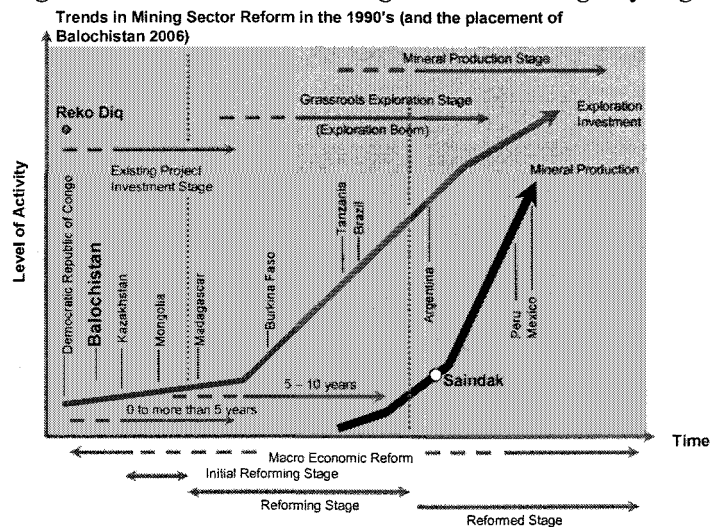 Trends in Mining Sector Reform in the 1990's (and the placement of
Balochistan 2006)
Mineral Production Stage
Reko Diq
Grassroots Exploration Stage
(Exploration Boom)
Exploration
Investment
Existing Project
Investment Stage
Mineral Production
Level of Activity
Democratic Republic of Congo
Balochistan
Kazakhstan
Mongolia
Madagascar
Burkina Faso
Tanzania
Brazil
Argentina
Peru
Mexico
5 – 10 years
Saindak
0 to more than 5 years
Time
Macro Economic Reform
Initial Reforming Stage
Reforming Stage
Reformed Stage